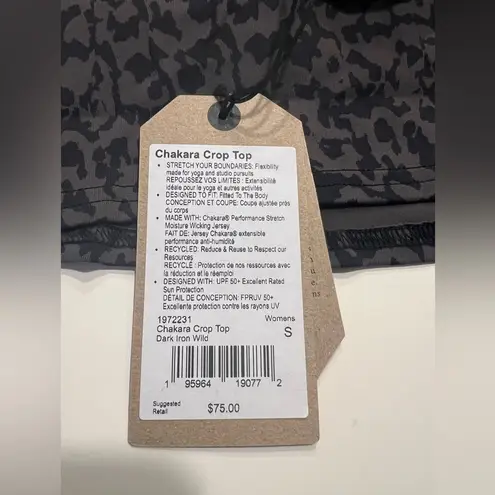 Chakara Crop Top
• STRETCH YOUR BOUNDARIES: Flexibility
made for yoga and studio pursuits
REPOUSSEZ VOS LIMITES : Extensibilité
idéale pour le yoga et autres activités
• DESIGNED TO FIT: Fitted To The Body
CONCEPTION ET COUPE: Coupe ajustée près
du corps
• MADE WITH: Chakara® Performance Stretch
Moisture Wicking Jersey
FAIT DE: Jersey Chakara® extensible
performance anti-humidité
• RECYCLED: Reduce & Reuse to Respect our
Resources
RECYCLÉ : Protection de nos ressources avec
la réduction et le réemploi
• DESIGNED WITH: UPF 50+ Excellent Rated
Sun Protection
DÉTAIL DE CONCEPTION: FPRUV 50+
Excellente protection contre les rayons UV
1972231 Womens
Chakara Crop Top S
Dark Iron Wild
1 95964 19077 2
Suggested
Retail $75.00